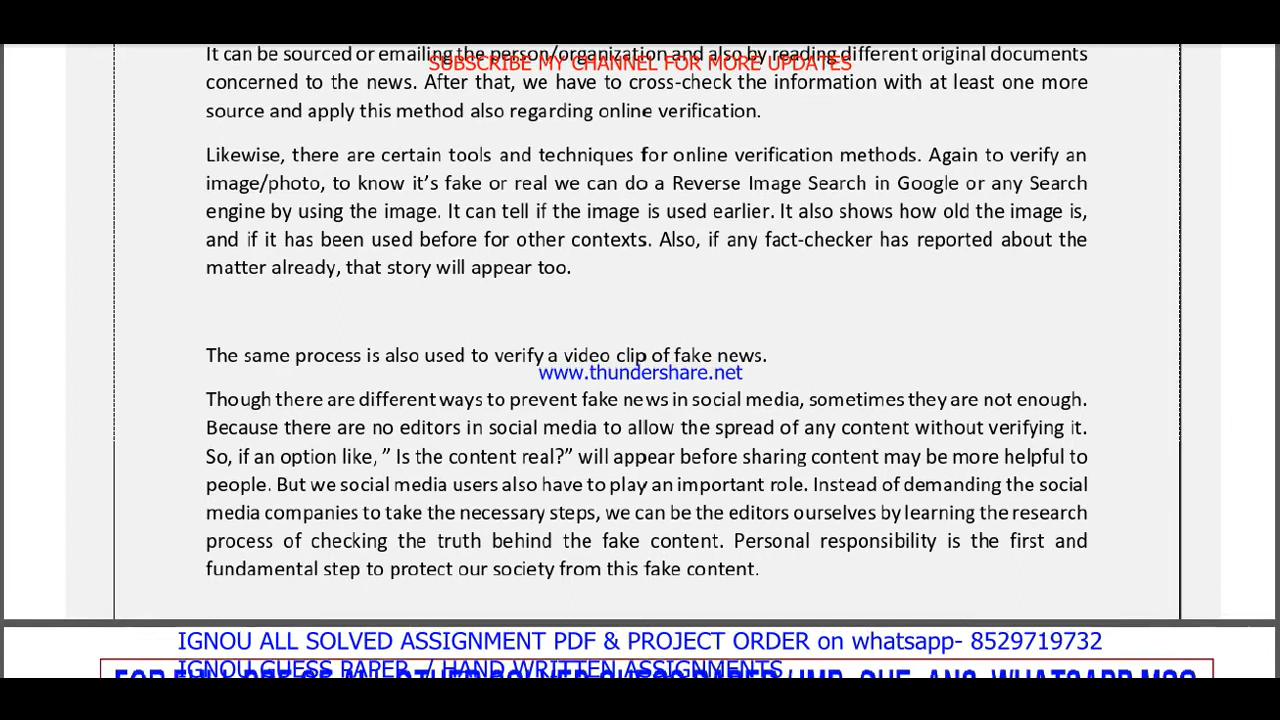 It can be sourced or emailing the person/organization and also by reading different original documents
SUBSCRIBE MY CHANNEL FOR MORE UPDATES
concerned to the news. After that, we have to cross-check the information with at least one more
source and apply this method also regarding online verification.
Likewise, there are certain tools and techniques for online verification methods. Again to verify an
image/photo, to know it’s fake or real we can do a Reverse Image Search in Google or any Search
engine by using the image. It can tell if the image is used earlier. It also shows how old the image is,
and if it has been used before for other contexts. Also, if any fact-checker has reported about the
matter already, that story will appear too.
The same process is also used to verify a video clip of fake news.
www.thundershare.net
Though there are different ways to prevent fake news in social media, sometimes they are not enough.
Because there are no editors in social media to allow the spread of any content without verifying it.
So, if an option like, ” Is the content real?” will appear before sharing content may be more helpful to
people. But we social media users also have to play an important role. Instead of demanding the social
media companies to take the necessary steps, we can be the editors ourselves by learning the research
process of checking the truth behind the fake content. Personal responsibility is the first and
fundamental step to protect our society from this fake content.
IGNOU ALL SOLVED ASSIGNMENT PDF & PROJECT ORDER on whatsapp- 8529719732
IGNOU GUESS PAPER / HAND WRITTEN ASSIGNMENTS